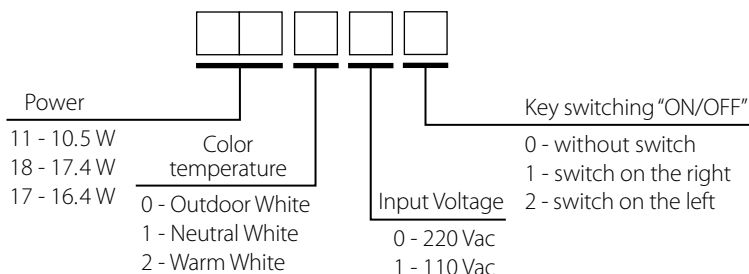 Power
11 - 10.5 W
18 - 17.4 W
17 - 16.4 W
Color
temperature
0 - Outdoor White
1 - Neutral White
2 - Warm White
Input Voltage
0 - 220 Vac
1 - 110 Vac
Key switching “ON/OFF”
0 - without switch
1 - switch on the right
2 - switch on the left